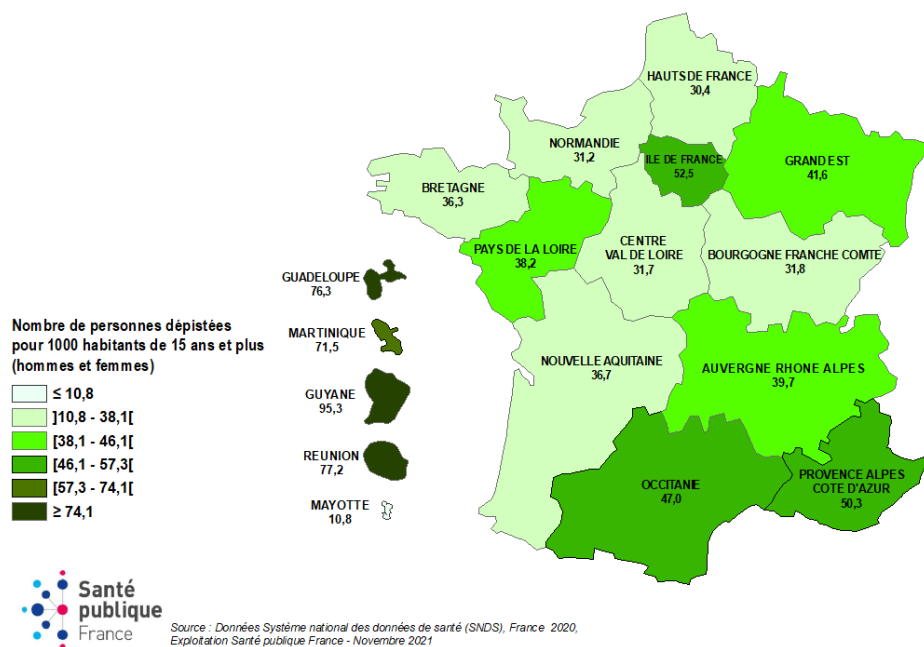 HAUTS DE FRANCE
30,4
NORMANDIE
31,2
ILE DE FRANCE
52,5
GRAND EST
41,6
BRETAGNE
36,3
PAYS DE LA LOIRE
38,2
CENTRE
VAL DE LOIRE
31,7
BOURGOGNE FRANCHE COMTE
31,8
GUADELOUPE
76,3
MARTINIQUE
71,5
NOUVELLE AQUITAINE
36,7
AUVERGNE RHONE ALPES
39,7
GUYANE
95,3
REUNION
77,2
OCCITANIE
47,0
PROVENCE ALPES
COTE D'AZUR
50,3
MAYOTTE
10,8
Nombre de personnes dépistées
pour 1000 habitants de 15 ans et plus
(hommes et femmes)
≤ 10,8
]10,8 - 38,1[
[38,1 - 46,1[
[46,1 - 57,3[
[57,3 - 74,1[
≥ 74,1
Santé
publique
France
Source : Données Système national des données de santé (SNDS), France 2020,
Exploitation Santé publique France - Novembre 2021